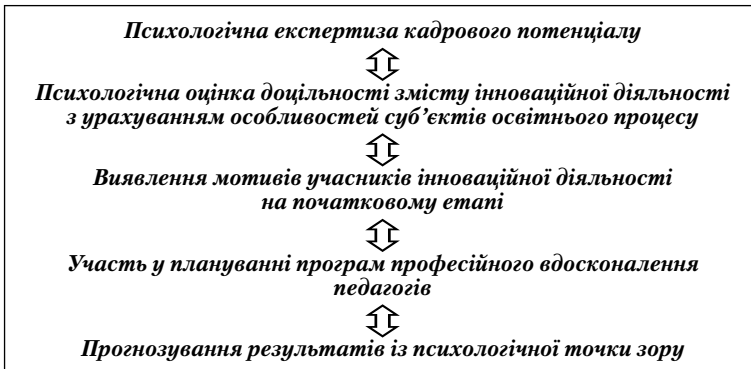 Психологічна експертиза кадрового потенціалу
Психологічна оцінка доцільності змісту інноваційної діяльності
з урахуванням особливостей суб’єктів освітнього процесу
Виявлення мотивів учасників інноваційної діяльності
на початковому етапі
Участь у плануванні програм професійного вдосконалення
педагогів
Прогнозування результатів із психологічної точки зору